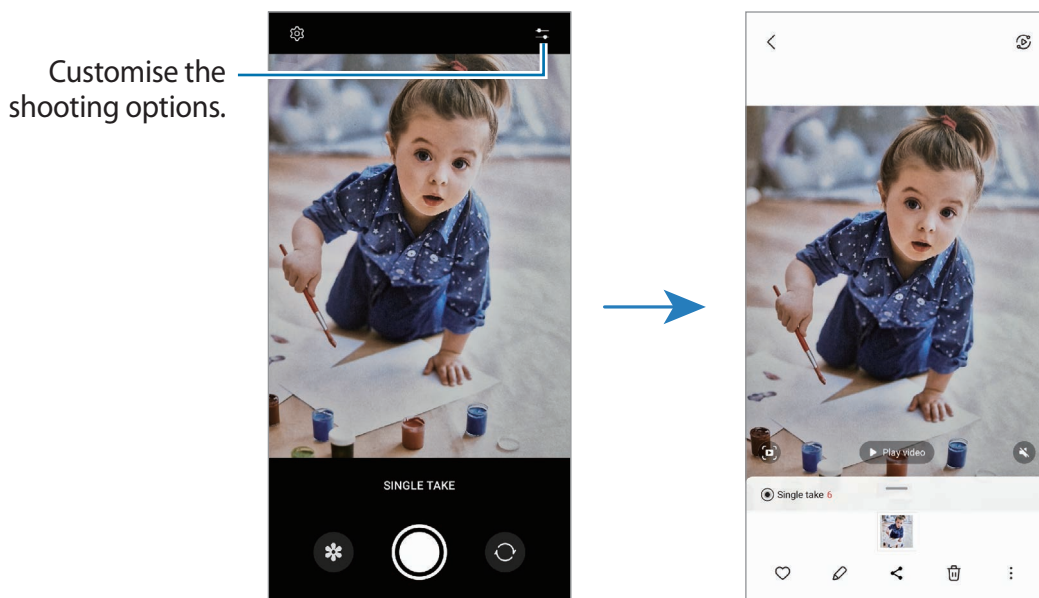 Customise the
shooting options.
SINGLE TAKE
Play video
Single take 6